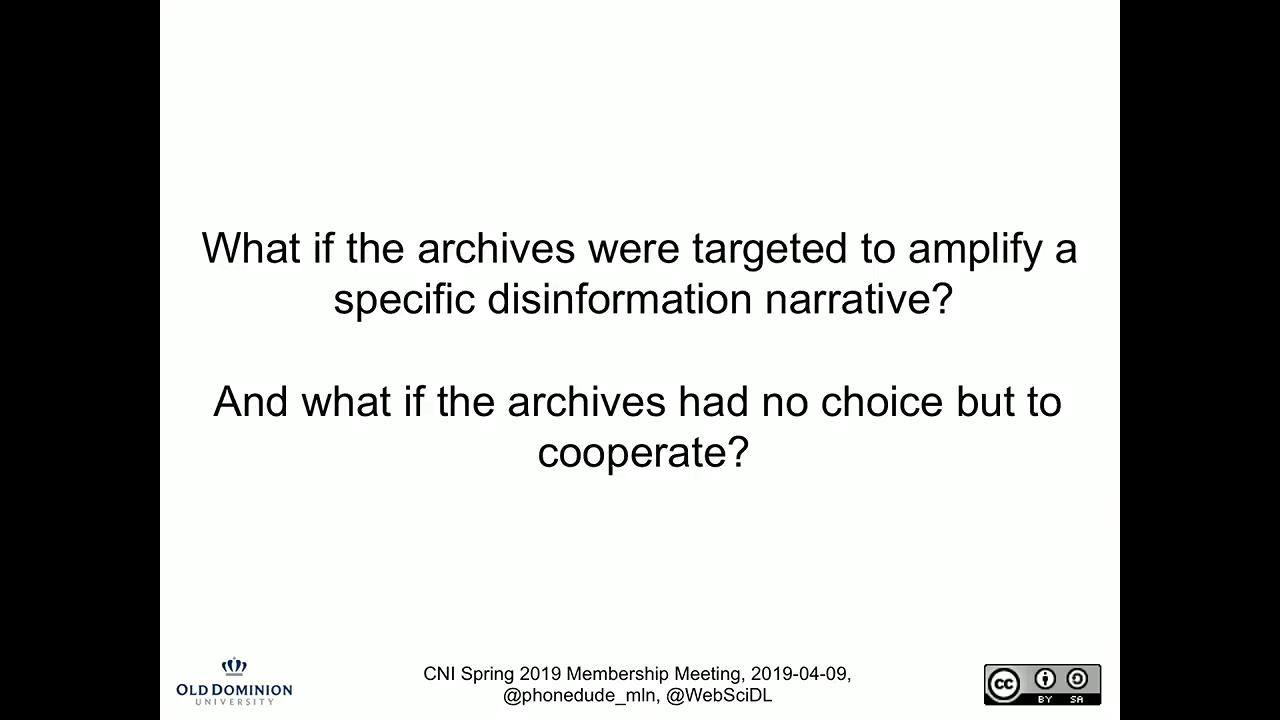 What if the archives were targeted to amplify a
specific disinformation narrative?
And what if the archives had no choice but to
cooperate?
OLD DOMINION
UNIVERSITY
CNI Spring 2019 Membership Meeting, 2019-04-09,
@phonedude_mln, @WebSciDL
cc
BY SA